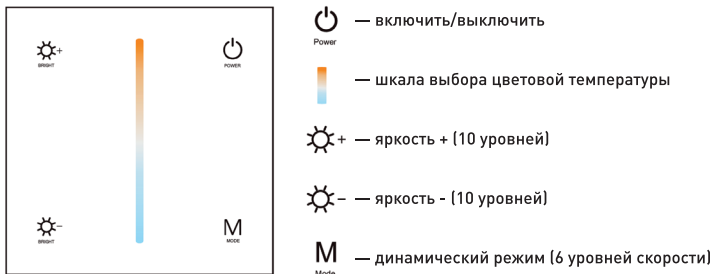 +
BRIGHT
POWER
−
BRIGHT
M
MODE
Power
— включить/выключить
— шкала выбора цветовой температуры
+ — яркость + (10 уровней)
− — яркость - (10 уровней)
M
Mode
— динамический режим (6 уровней скорости)